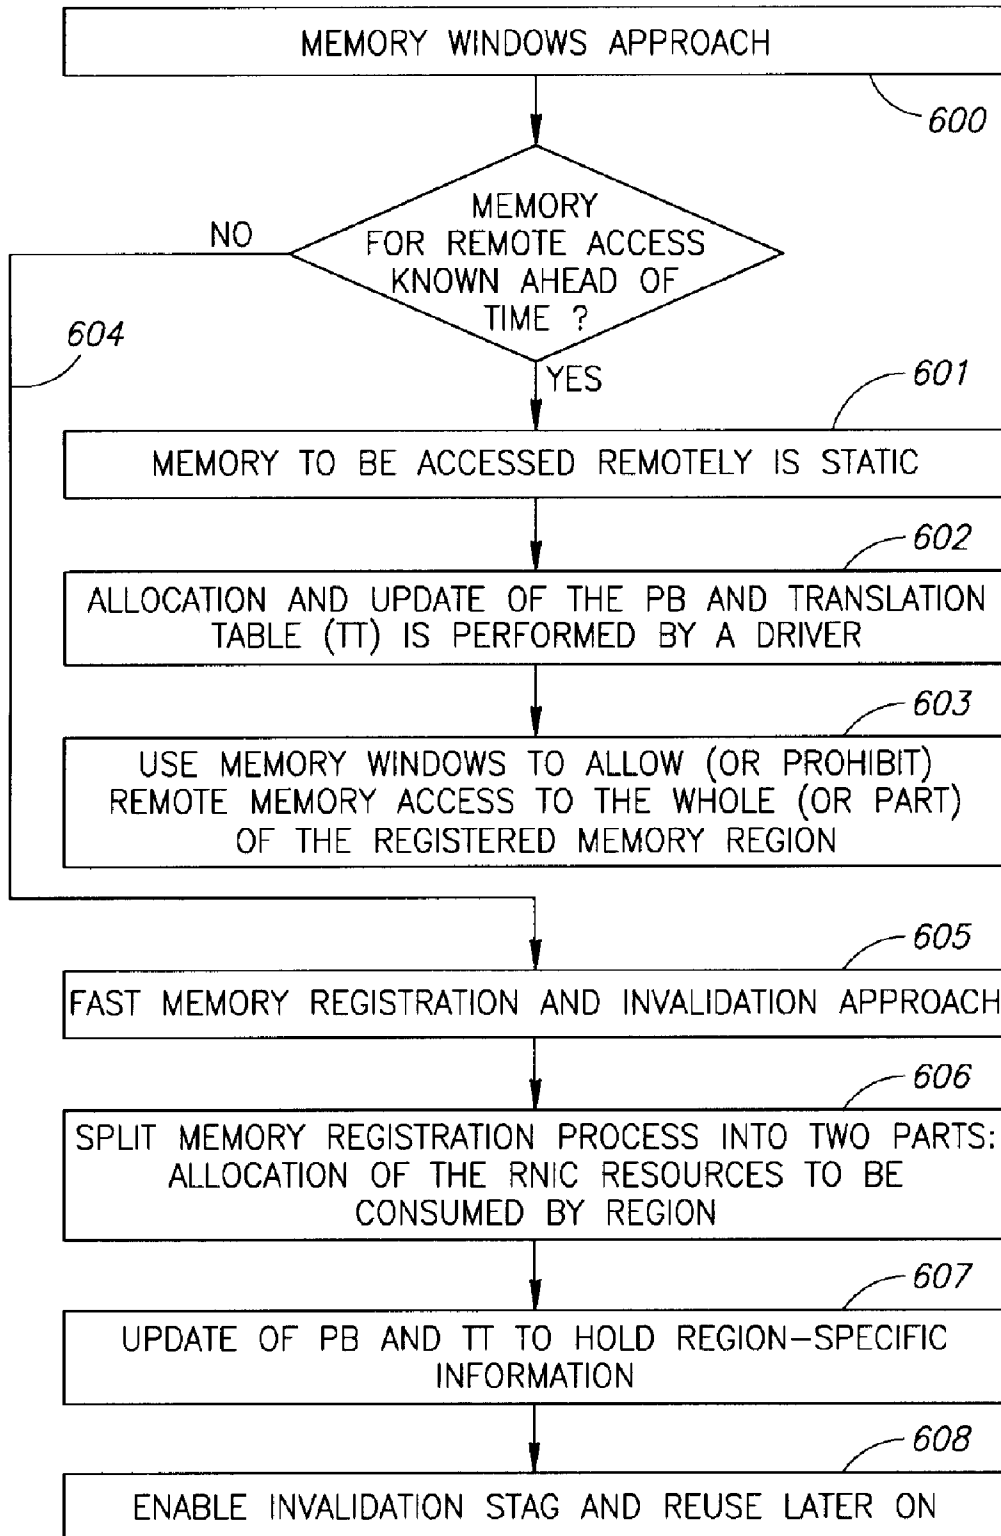 MEMORY WINDOWS APPROACH
600
MEMORY
FOR REMOTE ACCESS
KNOWN AHEAD OF
TIME ?
NO
604
YES
601
MEMORY TO BE ACCESSED REMOTELY IS STATIC
602
ALLOCATION AND UPDATE OF THE PB AND TRANSLATION
TABLE (TT) IS PERFORMED BY A DRIVER
603
USE MEMORY WINDOWS TO ALLOW (OR PROHIBIT)
REMOTE MEMORY ACCESS TO THE WHOLE (OR PART)
OF THE REGISTERED MEMORY REGION
605
FAST MEMORY REGISTRATION AND INVALIDATION APPROACH
606
SPLIT MEMORY REGISTRATION PROCESS INTO TWO PARTS:
ALLOCATION OF THE RNIC RESOURCES TO BE
CONSUMED BY REGION
607
UPDATE OF PB AND TT TO HOLD REGION-SPECIFIC
INFORMATION
608
ENABLE INVALIDATION STAG AND REUSE LATER ON